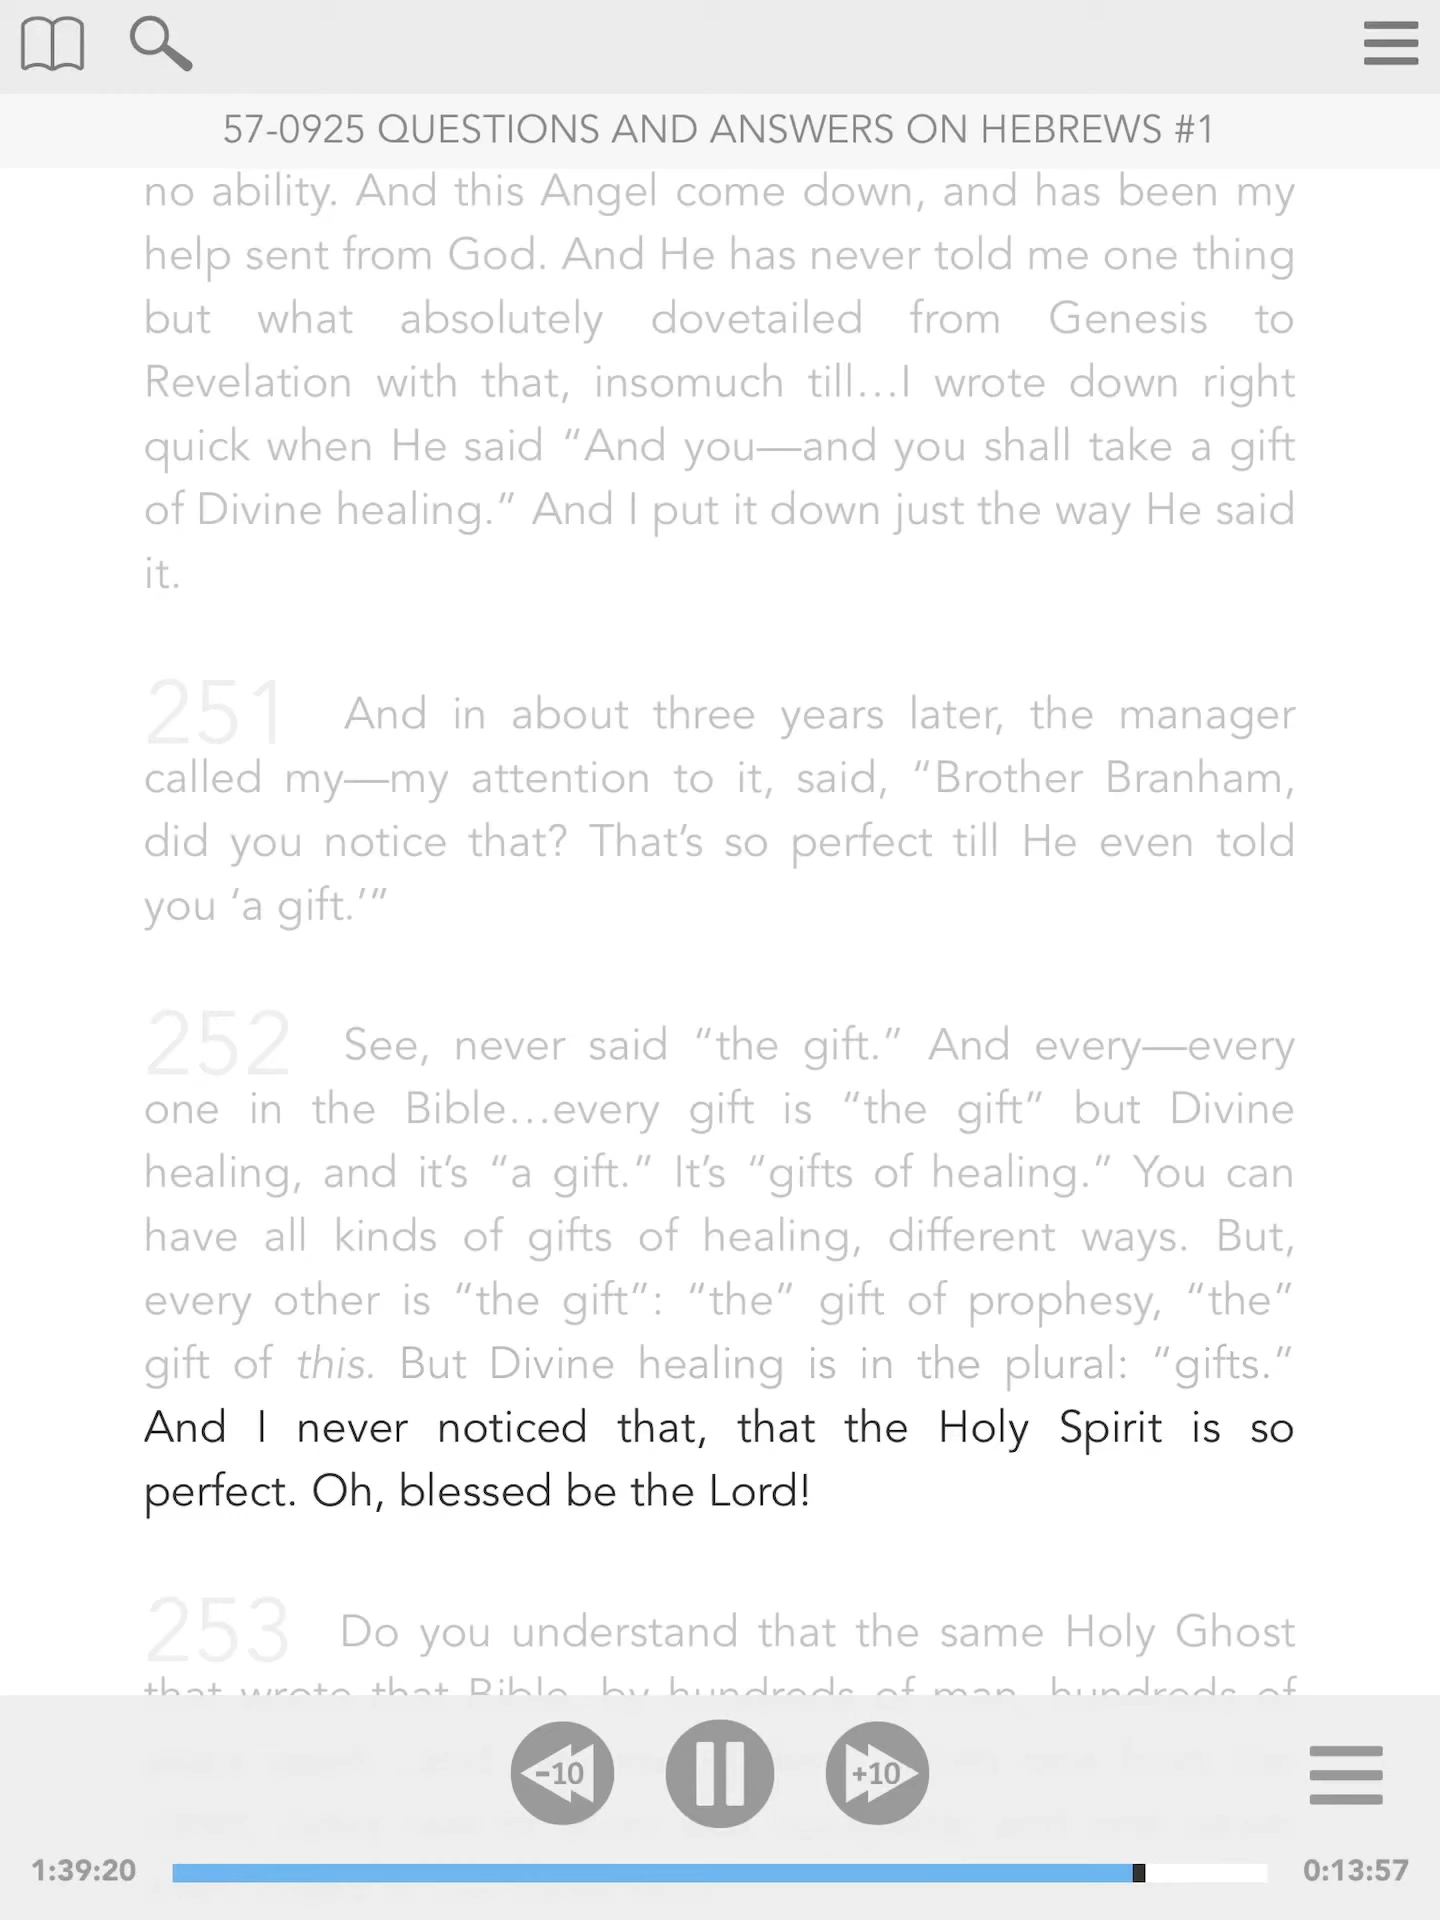 57-0925 QUESTIONS AND ANSWERS ON HEBREWS #1
no ability. And this Angel come down, and has been my
help sent from God. And He has never told me one thing
but what absolutely dovetailed from Genesis to
Revelation with that, insomuch till…I wrote down right
quick when He said “And you—and you shall take a gift
of Divine healing.” And I put it down just the way He said
it.
251 And in about three years later, the manager
called my—my attention to it, said, “Brother Branham,
did you notice that? That’s so perfect till He even told
you ‘a gift.’”
252 See, never said “the gift.” And every—every
one in the Bible…every gift is “the gift” but Divine
healing, and it’s “a gift.” It’s “gifts of healing.” You can
have all kinds of gifts of healing, different ways. But,
every other is “the gift”: “the” gift of prophesy, “the”
gift of this. But Divine healing is in the plural: “gifts.”
And I never noticed that, that the Holy Spirit is so
perfect. Oh, blessed be the Lord!
253 Do you understand that the same Holy Ghost
that wrote that Bible, by hundreds of man, hundreds of
-10 +10
1:39:20 0:13:57